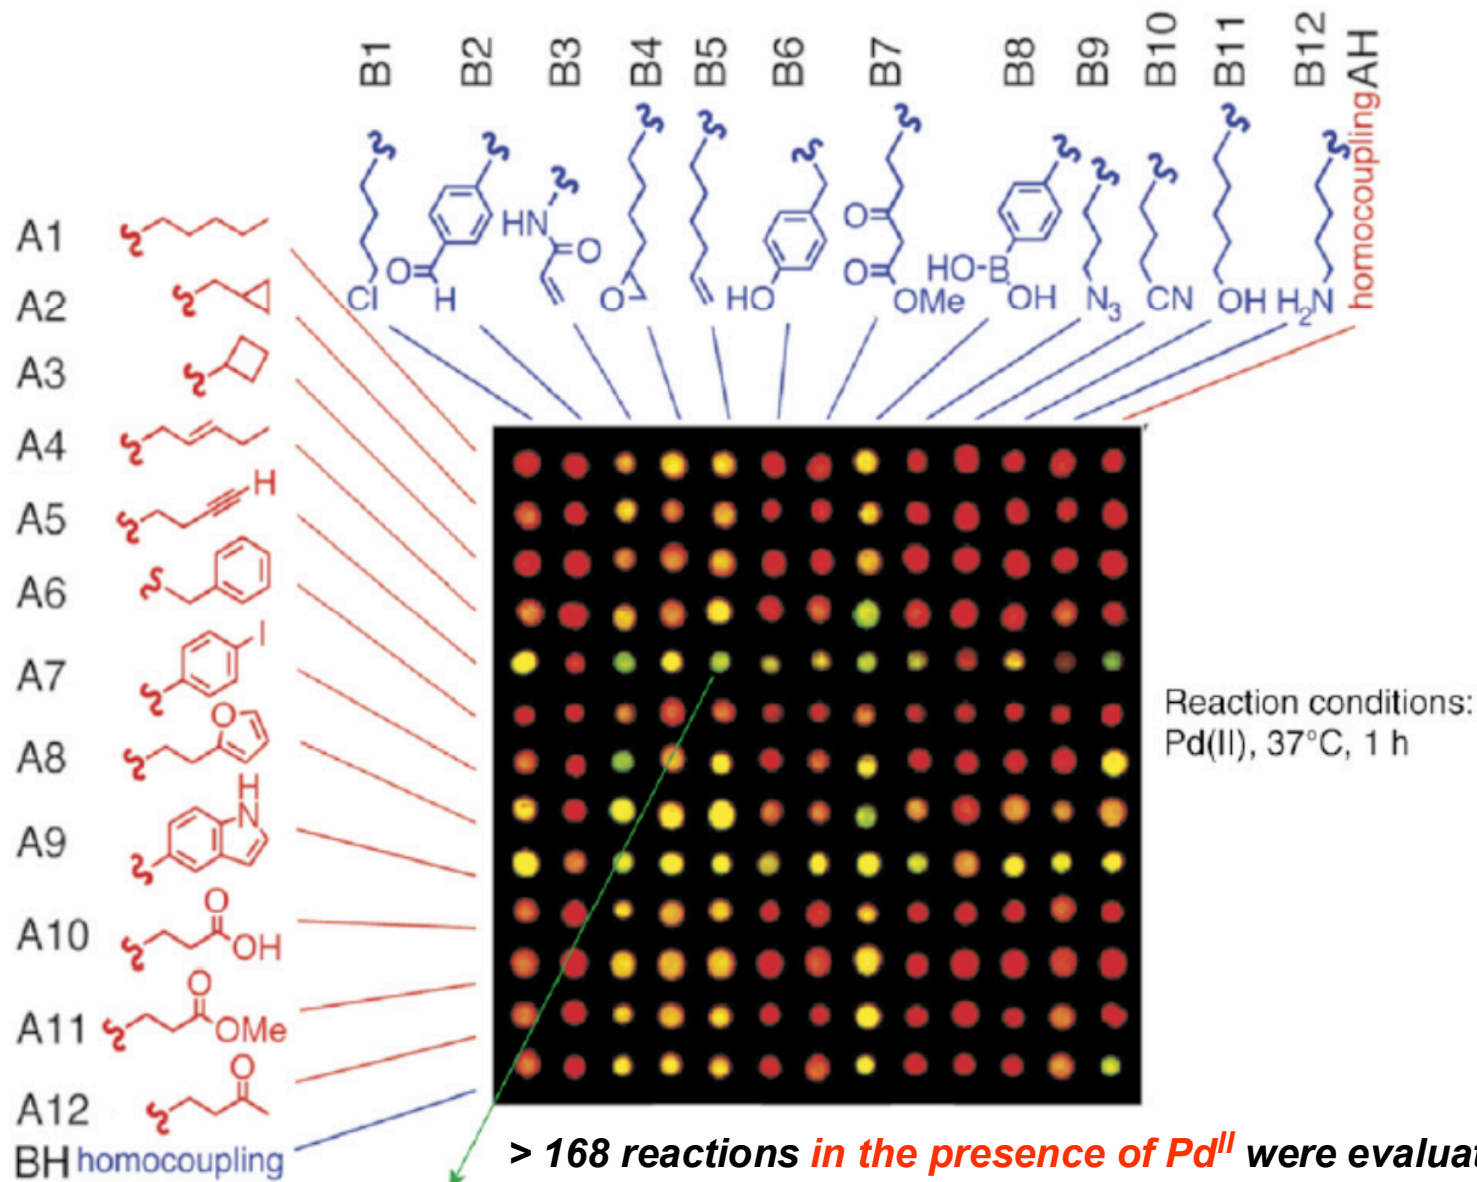 B1 B2 B3 B4 B5 B6 B7 B8 B9 B10 B11 B12 AH
homocoupling
Cl
O
H
HN
O
O
HO
O
O
OMe
HO-B
OH
N3
CN
OH
H2N
A1
A2
A3
A4
A5
H
A6
A7
I
A8
O
A9
H
N
A10
O
OH
A11
O
OMe
A12
O
BH homocoupling
Reaction conditions:
Pd(II), 37°C, 1 h
> 168 reactions in the presence of PdII were evaluat